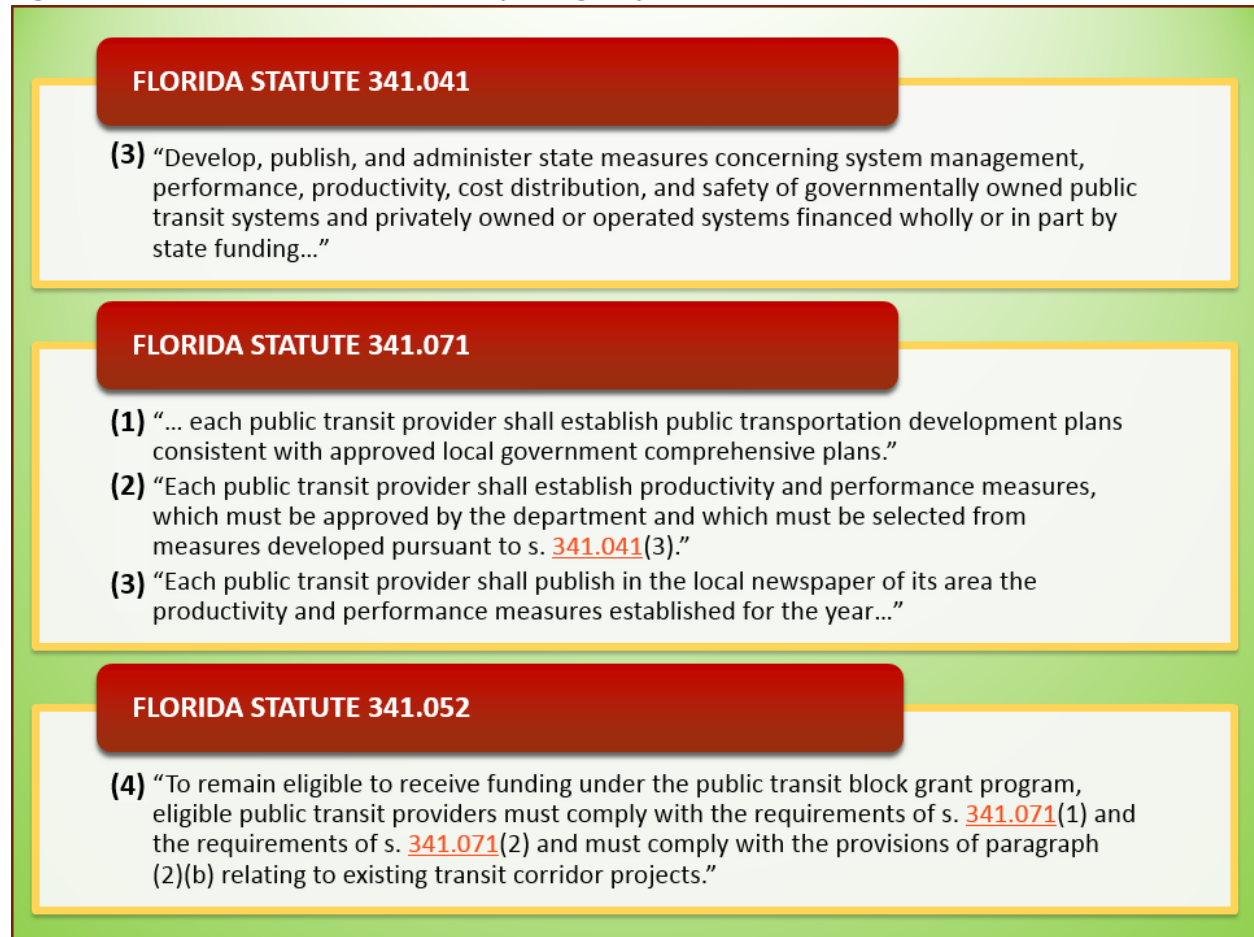 FLORIDA STATUTE 341.041
(3) “Develop, publish, and administer state measures concerning system management,
performance, productivity, cost distribution, and safety of governmentally owned public
transit systems and privately owned or operated systems financed wholly or in part by
state funding...”
FLORIDA STATUTE 341.071
(1) “... each public transit provider shall establish public transportation development plans
consistent with approved local government comprehensive plans.”
(2) “Each public transit provider shall establish productivity and performance measures,
which must be approved by the department and which must be selected from
measures developed pursuant to s. 341.041(3).”
(3) “Each public transit provider shall publish in the local newspaper of its area the
productivity and performance measures established for the year...”
FLORIDA STATUTE 341.052
(4) “To remain eligible to receive funding under the public transit block grant program,
eligible public transit providers must comply with the requirements of s. 341.071(1) and
the requirements of s. 341.071(2) and must comply with the provisions of paragraph
(2)(b) relating to existing transit corridor projects.”